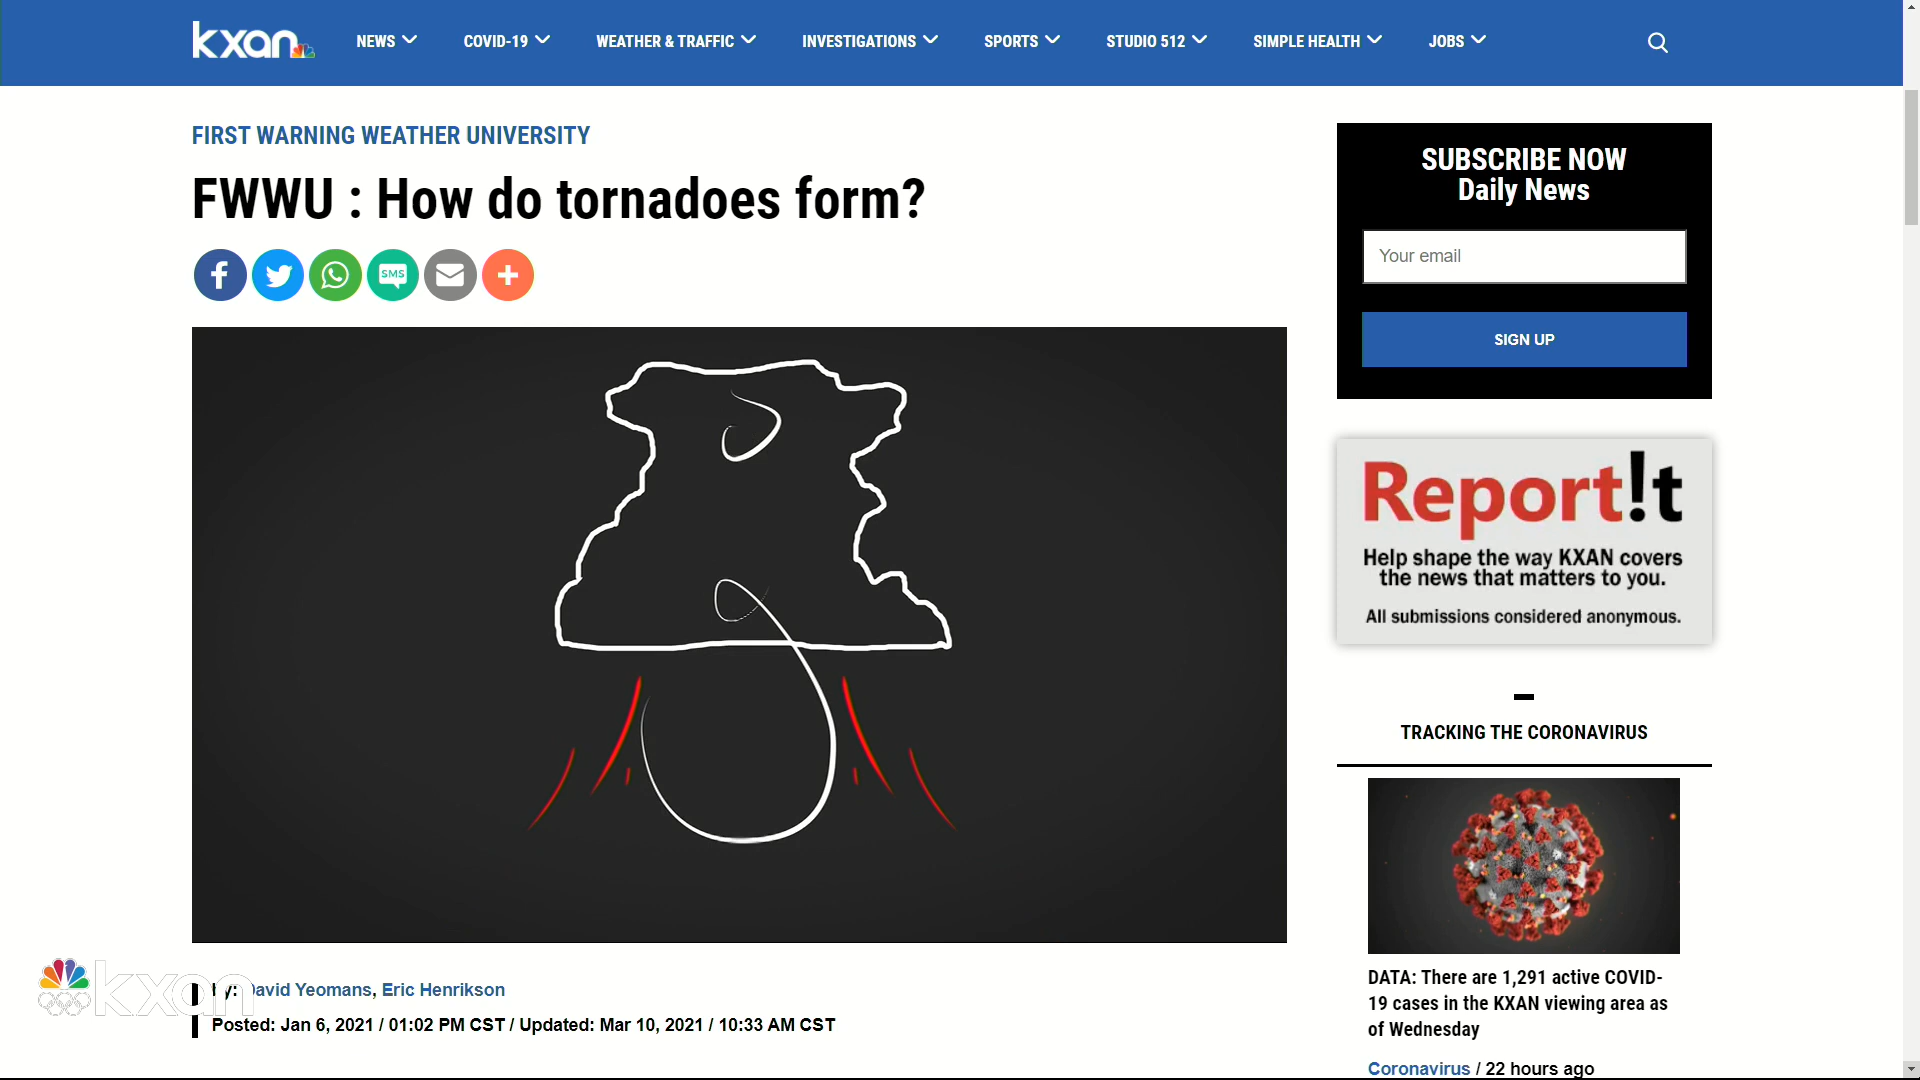 kxan
NEWS
COVID-19
WEATHER & TRAFFIC
INVESTIGATIONS
SPORTS
STUDIO 512
SIMPLE HEALTH
JOBS
FIRST WARNING WEATHER UNIVERSITY
FWWU : How do tornadoes form?
SMS
by: David Yeomans, Eric Henrikson
Posted: Jan 6, 2021 / 01:02 PM CST / Updated: Mar 10, 2021 / 10:33 AM CST
kxan
SUBSCRIBE NOW
Daily News
Your email
SIGN UP
Report!t
Help shape the way KXAN covers
the news that matters to you.
All submissions considered anonymous.
TRACKING THE CORONAVIRUS
DATA: There are 1,291 active COVID-
19 cases in the KXAN viewing area as
of Wednesday
Coronavirus / 22 hours ago